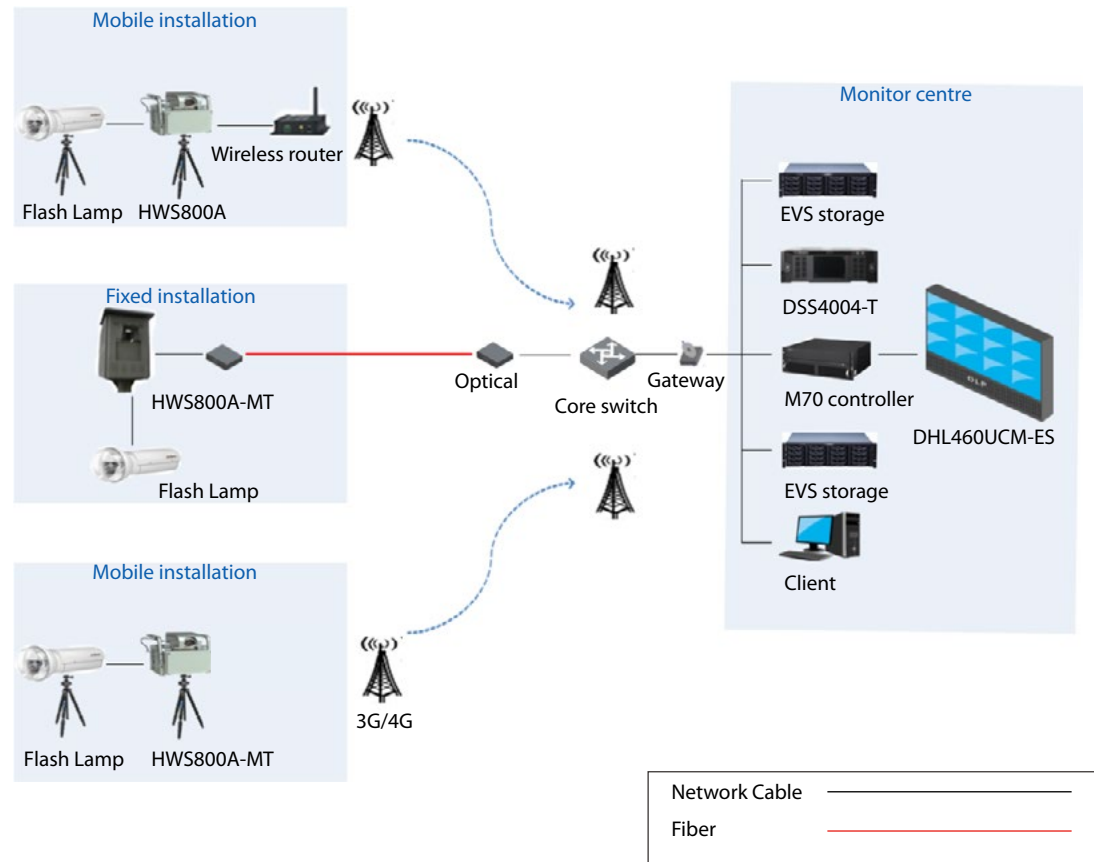 Mobile installation
Wireless router
Flash Lamp
HWS800A
Fixed installation
HWS800A-MT
Flash Lamp
Mobile installation
Flash Lamp
HWS800A-MT
3G/4G
Optical
Core switch
Gateway
Monitor centre
EVS storage
DSS4004-T
M70 controller
DLP
DHL460UCM-ES
EVS storage
Client
Network Cable
Fiber